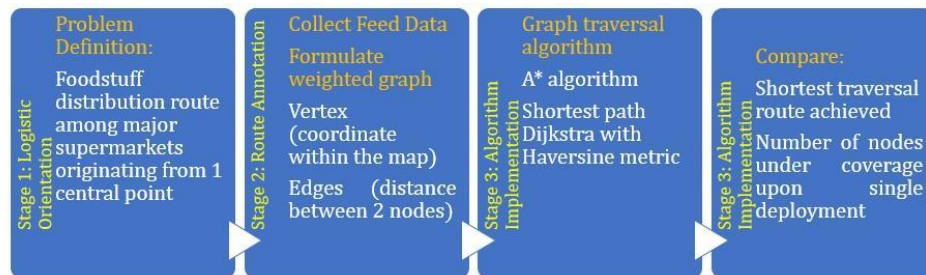 Stage 1: Logistic
Orientation
Problem
Definition:
Foodstuff
distribution route
among major
supermarkets
originating from 1
central point
Stage 2: Route Annotation
Collect Feed Data
Formulate
weighted graph
Vertex
(coordinate
within the map)
Edges (distance
between 2 nodes)
Stage 3: Algorithm
Implementation
Graph traversal
algorithm
A* algorithm
Shortest path
Dijkstra with
Haversine metric
Stage 3: Algorithm
Implementation
Compare:
Shortest traversal
route achieved
Number of nodes
under coverage
upon single
deployment